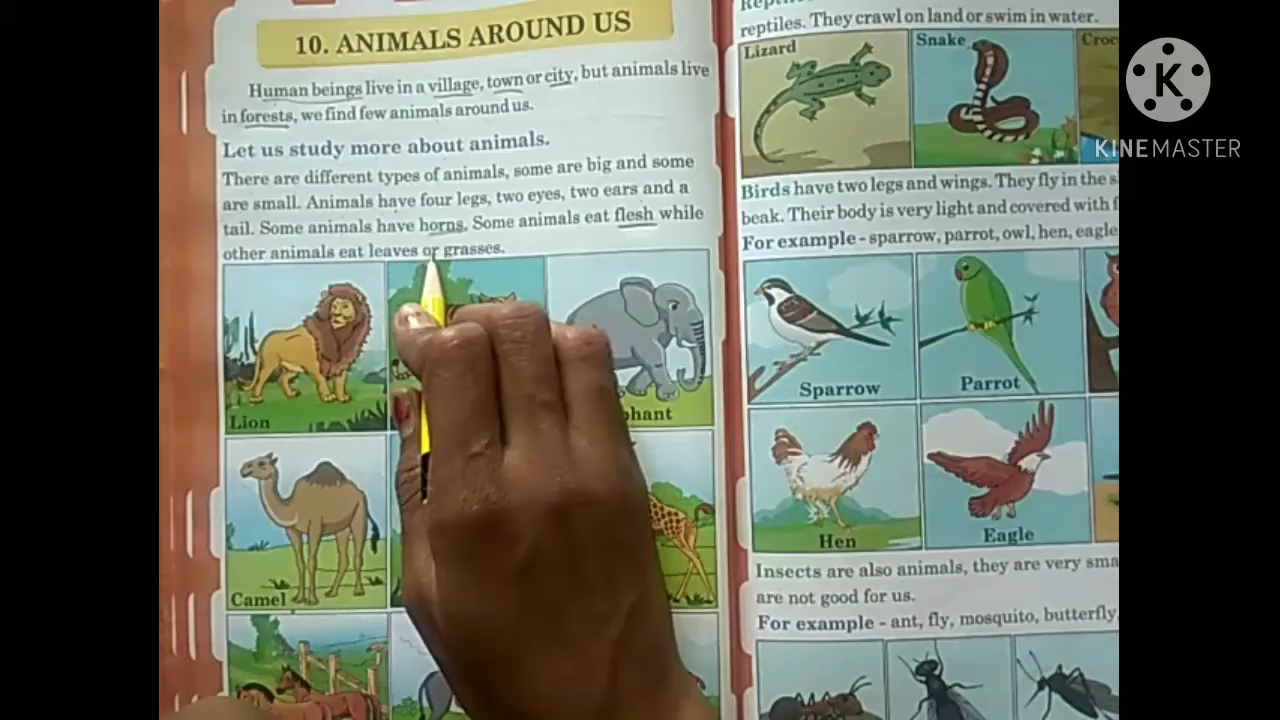 10. ANIMALS AROUND US
Human beings live in a village, town or city, but animals live
in forests, we find few animals around us.
Let us study more about animals.
There are different types of animals, some are big and some
are small. Animals have four legs, two eyes, two ears and a
tail. Some animals have horns. Some animals eat flesh while
other animals eat leaves or grasses.
Lion
phant
Camel
reptiles. They crawl on land or swim in water.
Lizard
Snake
Croc
Birds have two legs and wings. They fly in the s
beak. Their body is very light and covered with f
For example - sparrow, parrot, owl, hen, eagle
Sparrow
Parrot
Hen
Eagle
Insects are also animals, they are very sma
are not good for us.
For example - ant, fly, mosquito, butterfly
K
KINEMASTER